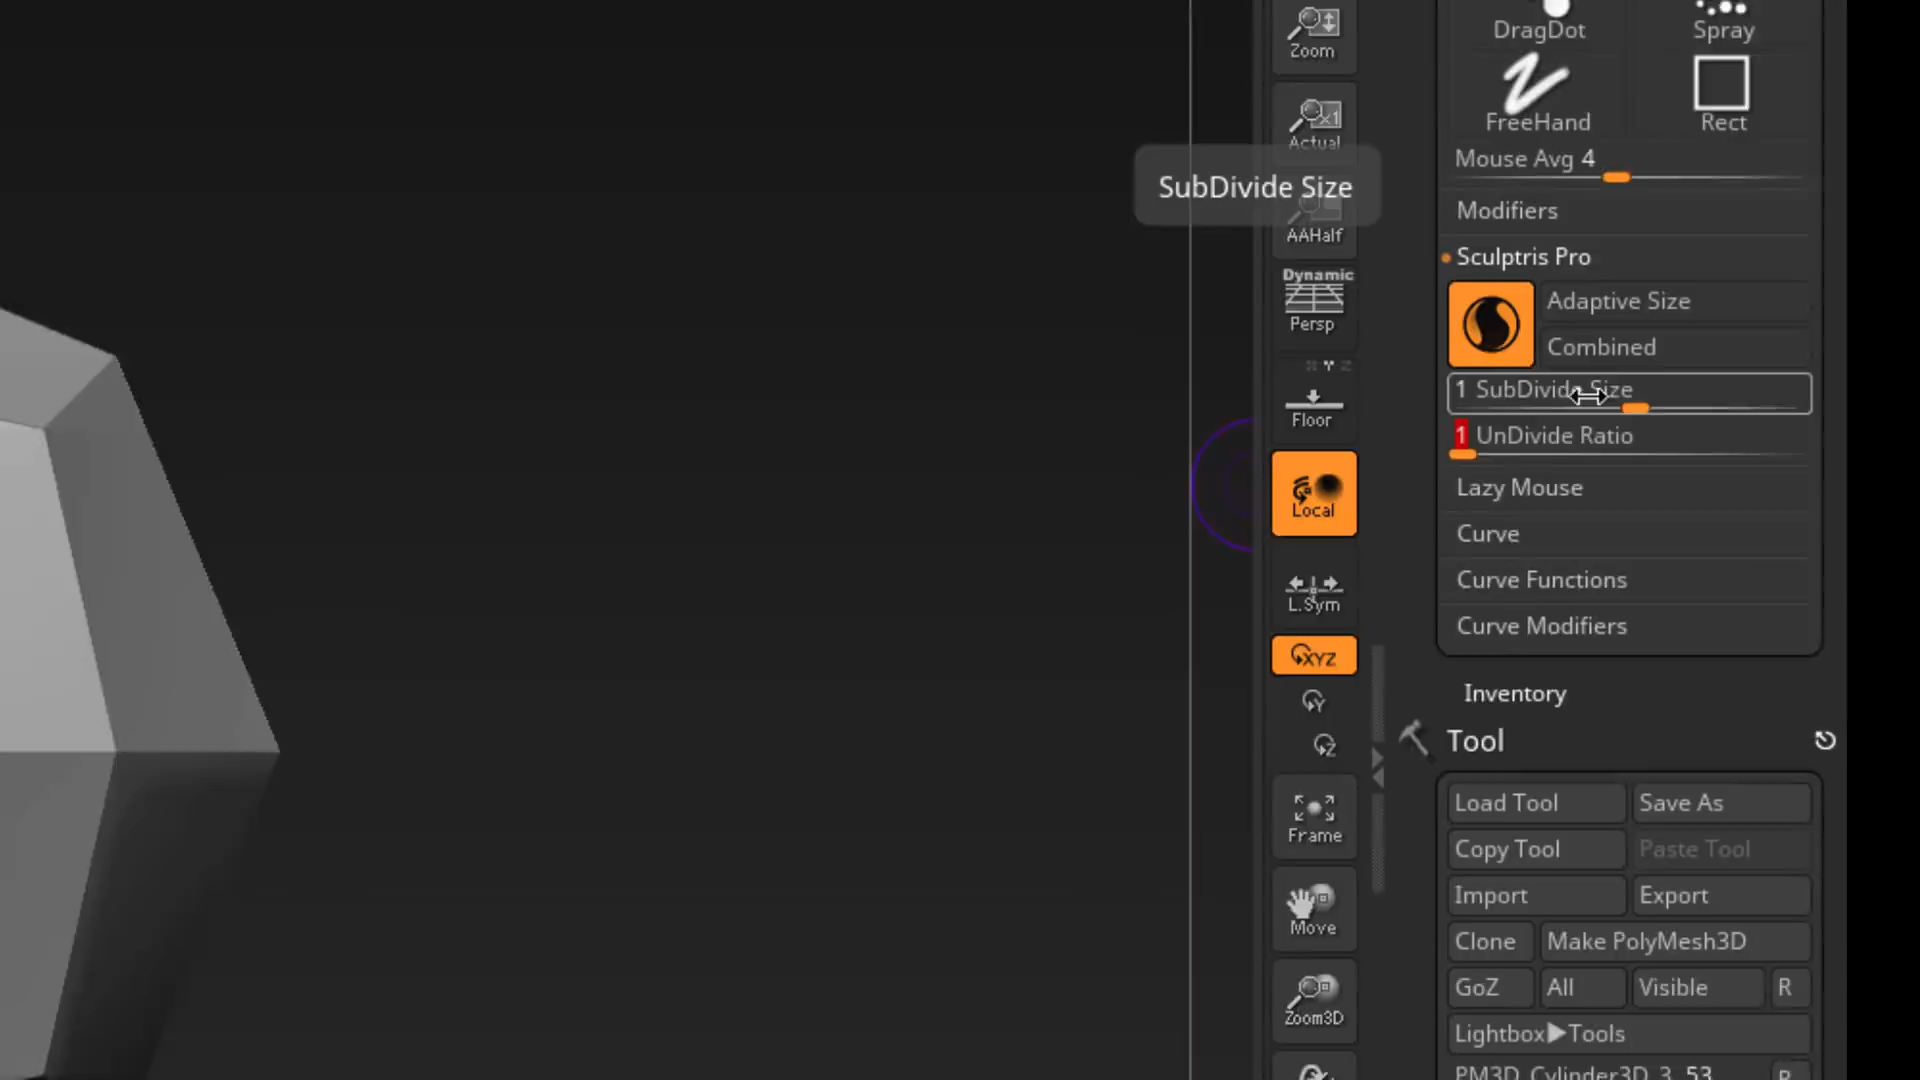 DragDot
Spray
FreeHand
Rect
Mouse Avg 4
Modifiers
Sculptris Pro
Adaptive Size
Combined
1 SubDivide Size
1 UnDivide Ratio
Lazy Mouse
Curve
Curve Functions
Curve Modifiers
Inventory
Tool
Load Tool
Save As
Copy Tool
Paste Tool
Import
Export
Clone
Make PolyMesh3D
GoZ
All
Visible
R
Lightbox▶Tools
PM3D_Cylinder3D_3. 53
R
Zoom
x1
Actual
SubDivide Size
AAHalf
Dynamic
Persp
X Y Z
Floor
Local
L.Sym
XYZ
Y
Z
Frame
Move
Zoom3D